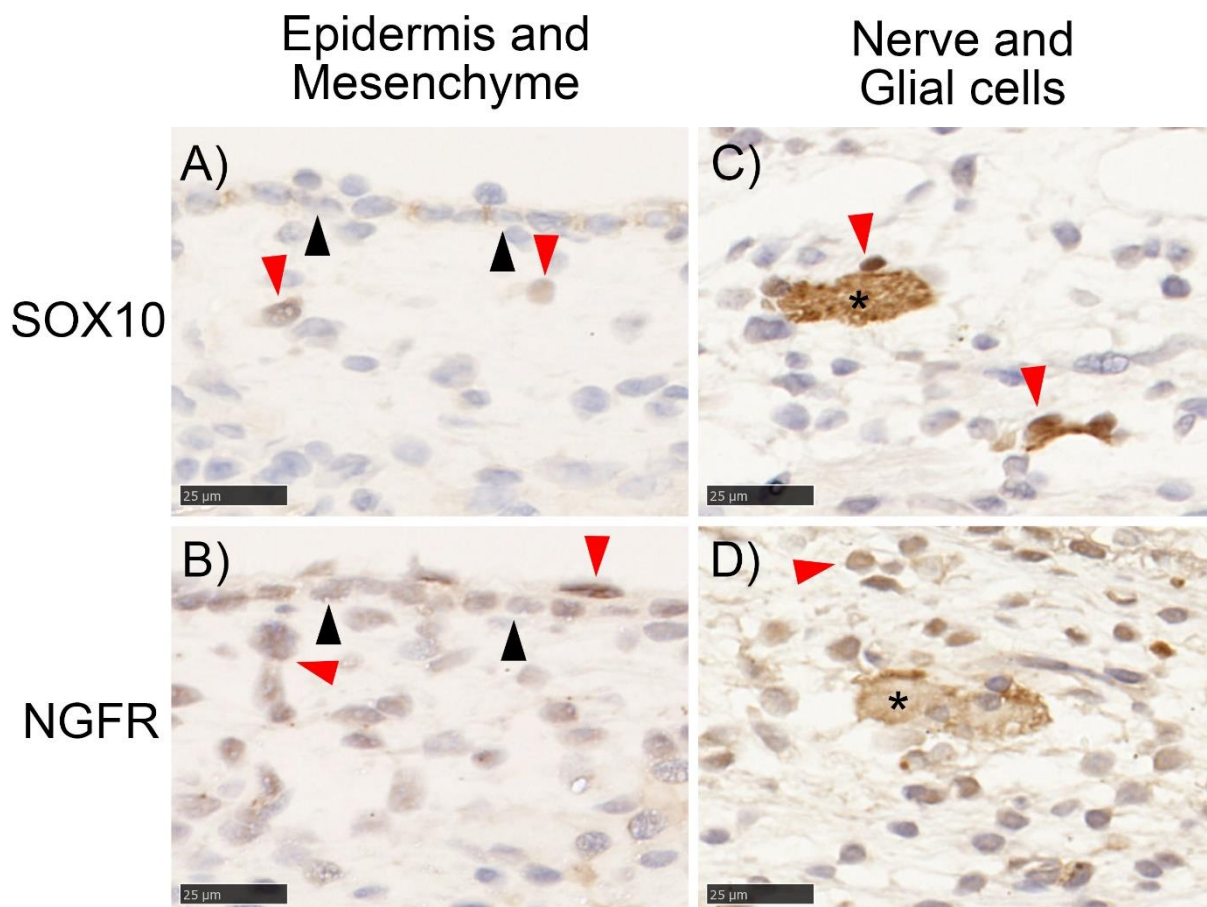 Epidermis and
Mesenchyme
Nerve and
Glial cells
SOX10
A)
25 µm
C)
*
25 µm
NGFR
B)
25 µm
D)
*
25 µm